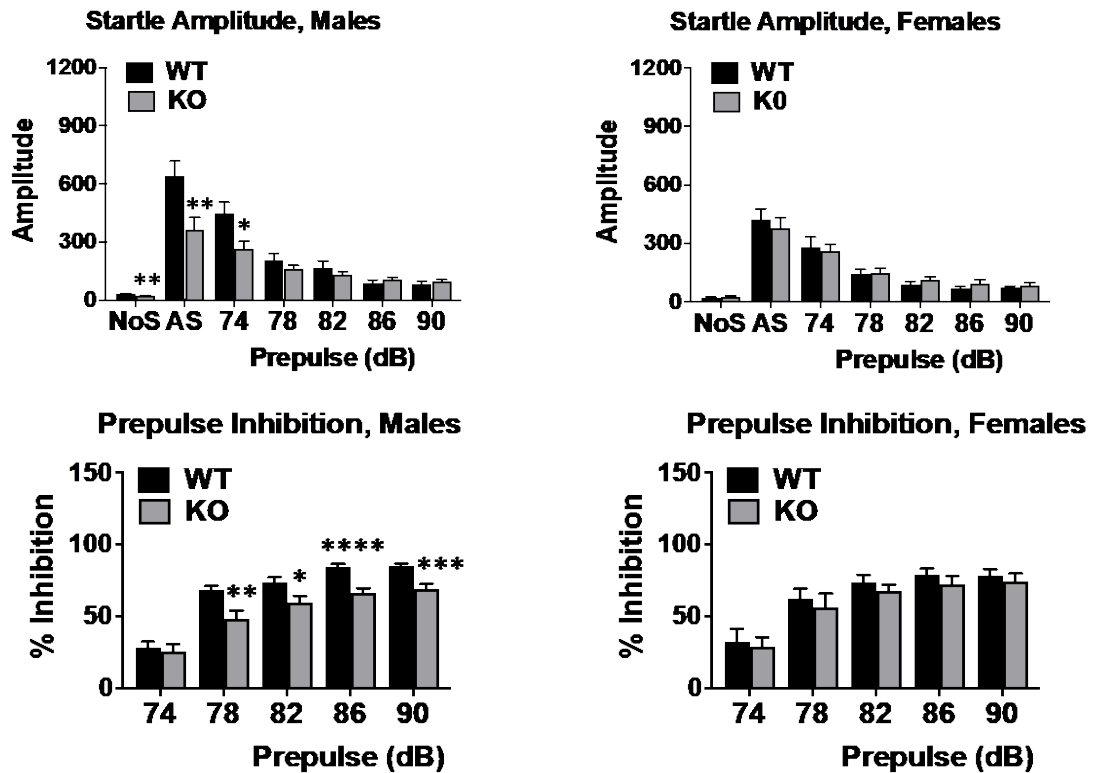 Startle Amplitude, Males
1200
900
600
300
0
Amplitude
WT
KO
**
**
*
NoS AS 74 78 82 86 90
Prepulse (dB)
Startle Amplitude, Females
1200
900
600
300
0
Amplitude
WT
K0
NoS AS 74 78 82 86 90
Prepulse (dB)
Prepulse Inhibition, Males
150
100
50
0
% Inhibition
WT
KO
**
*
****
***
74 78 82 86 90
Prepulse (dB)
Prepulse Inhibition, Females
150
100
50
0
% Inhibition
WT
KO
74 78 82 86 90
Prepulse (dB)